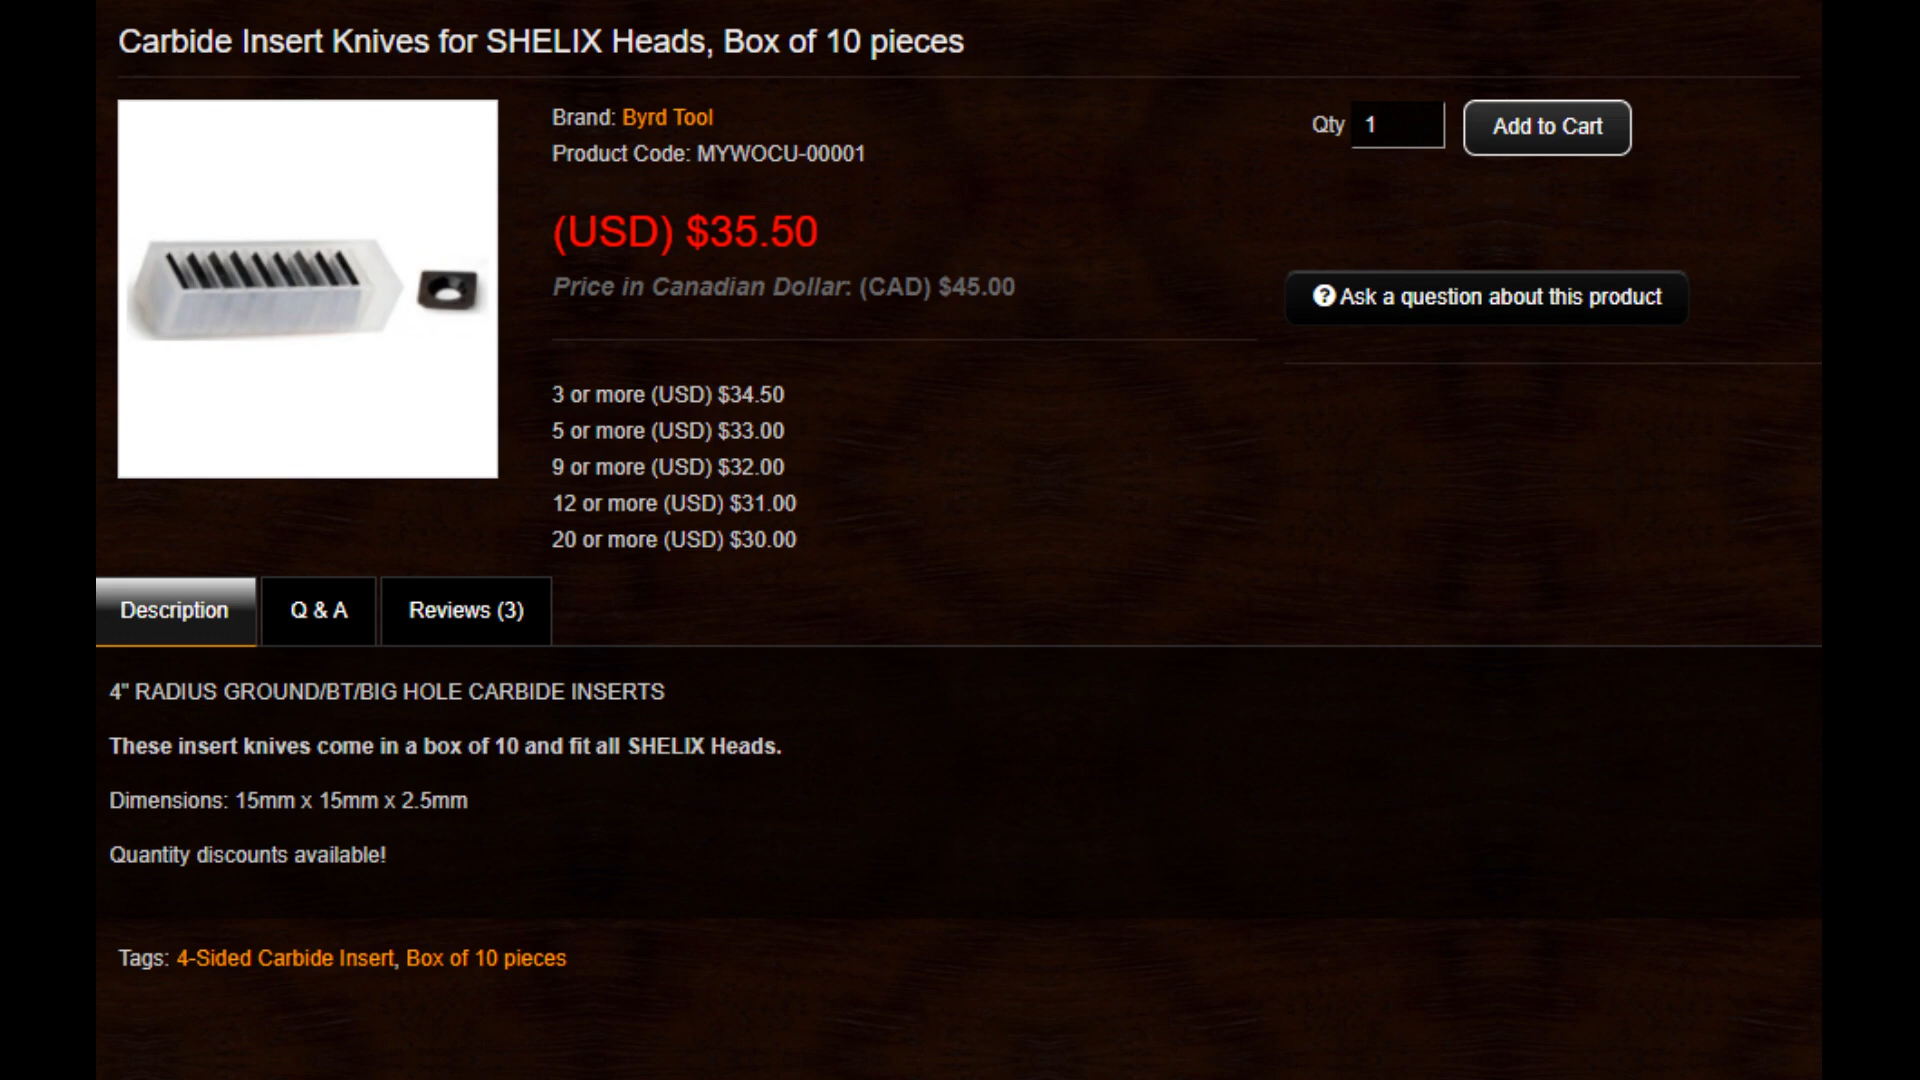 Carbide Insert Knives for SHELIX Heads, Box of 10 pieces
Brand: Byrd Tool
Product Code: MYWOCU-00001
Qty 1
Add to Cart
(USD) $35.50
Price in Canadian Dollar: (CAD) $45.00
Ask a question about this product
3 or more (USD) $34.50
5 or more (USD) $33.00
9 or more (USD) $32.00
12 or more (USD) $31.00
20 or more (USD) $30.00
Description
Q & A
Reviews (3)
4" RADIUS GROUND/BT/BIG HOLE CARBIDE INSERTS
These insert knives come in a box of 10 and fit all SHELIX Heads.
Dimensions: 15mm x 15mm x 2.5mm
Quantity discounts available!
Tags: 4-Sided Carbide Insert, Box of 10 pieces